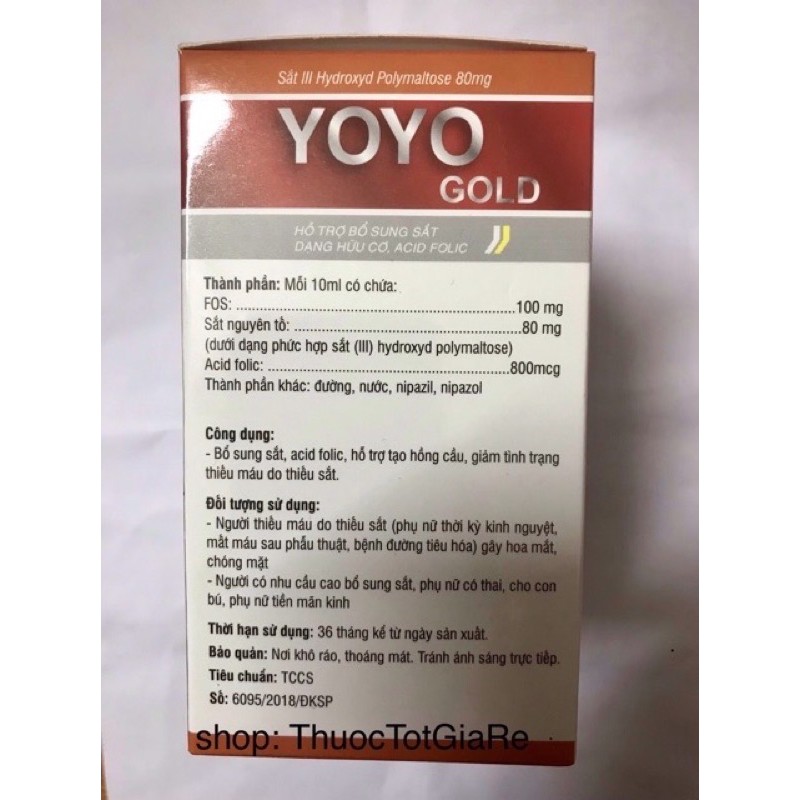 Sắt III Hydroxyd Polymaltose 80mg
YOYO
GOLD
HỖ TRỢ BỔ SUNG SẮT
DẠNG HỮU CƠ, ACID FOLIC
Thành phần: Mỗi 10ml có chứa:
FOS: ..........................................................100 mg
Sắt nguyên tố: ..............................................80 mg
(dưới dạng phức hợp sắt (III) hydroxyd polymaltose)
Acid folic:..................................................800mcg
Thành phần khác: đường, nước, nipazil, nipazol
Công dụng:
- Bổ sung sắt, acid folic, hỗ trợ tạo hồng cầu, giảm tình trạng
thiếu máu do thiếu sắt.
Đối tượng sử dụng:
- Người thiếu máu do thiếu sắt (phụ nữ thời kỳ kinh nguyệt,
mất máu sau phẫu thuật, bệnh đường tiêu hóa) gây hoa mắt,
chóng mặt
- Người có nhu cầu cao bổ sung sắt, phụ nữ có thai, cho con
bú, phụ nữ tiền mãn kinh
Thời hạn sử dụng: 36 tháng kể từ ngày sản xuất.
Bảo quản: Nơi khô ráo, thoáng mát. Tránh ánh sáng trực tiếp.
Tiêu chuẩn: TCCS
Số: 6095/2018/ĐKSP
shop: ThuocTotGiaRe